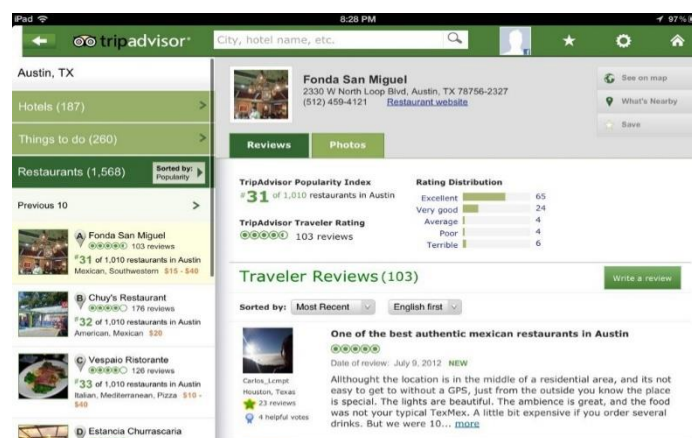 iPad
8:28 PM
97%
tripadvisor
City, hotel name, etc.
Austin, TX
Hotels (187)
Things to do (260)
Restaurants (1,568)
Sorted by:
Popularity
Previous 10
A Fonda San Miguel
103 reviews
#31 of 1,010 restaurants in Austin
Mexican, Southwestern $15 - $40
B Chuy's Restaurant
176 reviews
#32 of 1,010 restaurants in Austin
American, Mexican $20
C Vespaio Ristorante
126 reviews
#33 of 1,010 restaurants in Austin
Italian, Mediterranean, Pizza $10 -
$40
D Estancia Churrascaria
Fonda San Miguel
2330 W North Loop Blvd, Austin, TX 78756-2327
(512) 459-4121 Restaurant website
See on map
What's Nearby
Save
Reviews
Photos
TripAdvisor Popularity Index
#31 of 1,010 restaurants in Austin
TripAdvisor Traveler Rating
103 reviews
Rating Distribution
Excellent 65
Very good 24
Average 4
Poor 4
Terrible 6
Traveler Reviews (103)
Write a review
Sorted by: Most Recent English first
Carlos_Lcmpt
Houston, Texas
23 reviews
4 helpful votes
One of the best authentic mexican restaurants in Austin
Date of review: July 9, 2012 NEW
Allthought the location is in the middle of a residential area, and its not
easy to get to without a GPS, just from the outside you know the place
is special. The lights are beautiful. The ambience is great, and the food
was not your typical TexMex. A little bit expensive if you order several
drinks. But we were 10... more